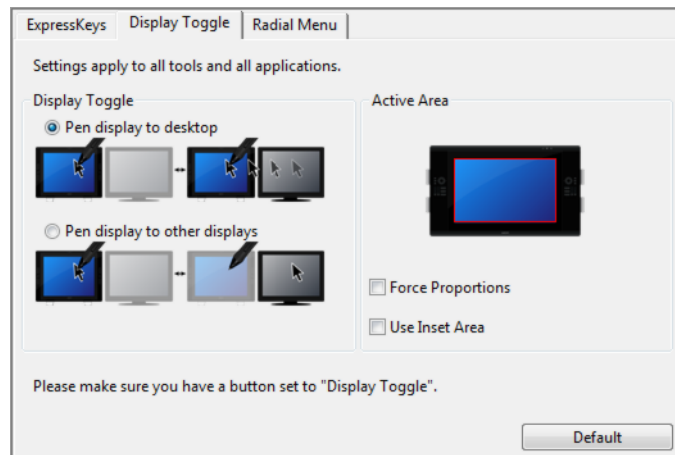 ExpressKeys Display Toggle Radial Menu
Settings apply to all tools and all applications.
Display Toggle
Pen display to desktop
Pen display to other displays
Active Area
Force Proportions
Use Inset Area
Please make sure you have a button set to "Display Toggle".
Default